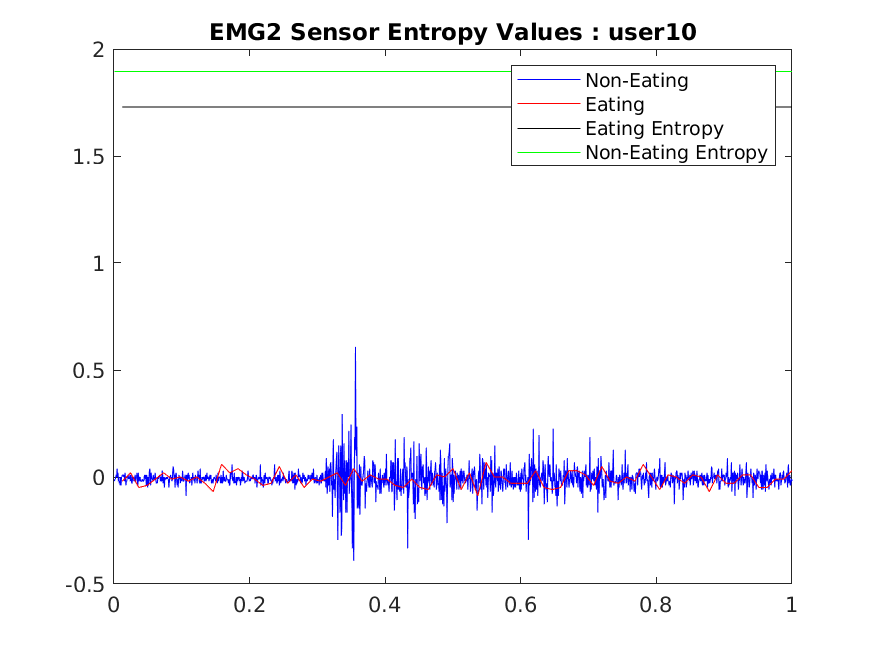 EMG2 Sensor Entropy Values : user10
2
Non-Eating
Eating
Eating Entropy
Non-Eating Entropy
1.5
1
0.5
0
-0.5
0 0.2 0.4 0.6 0.8 1